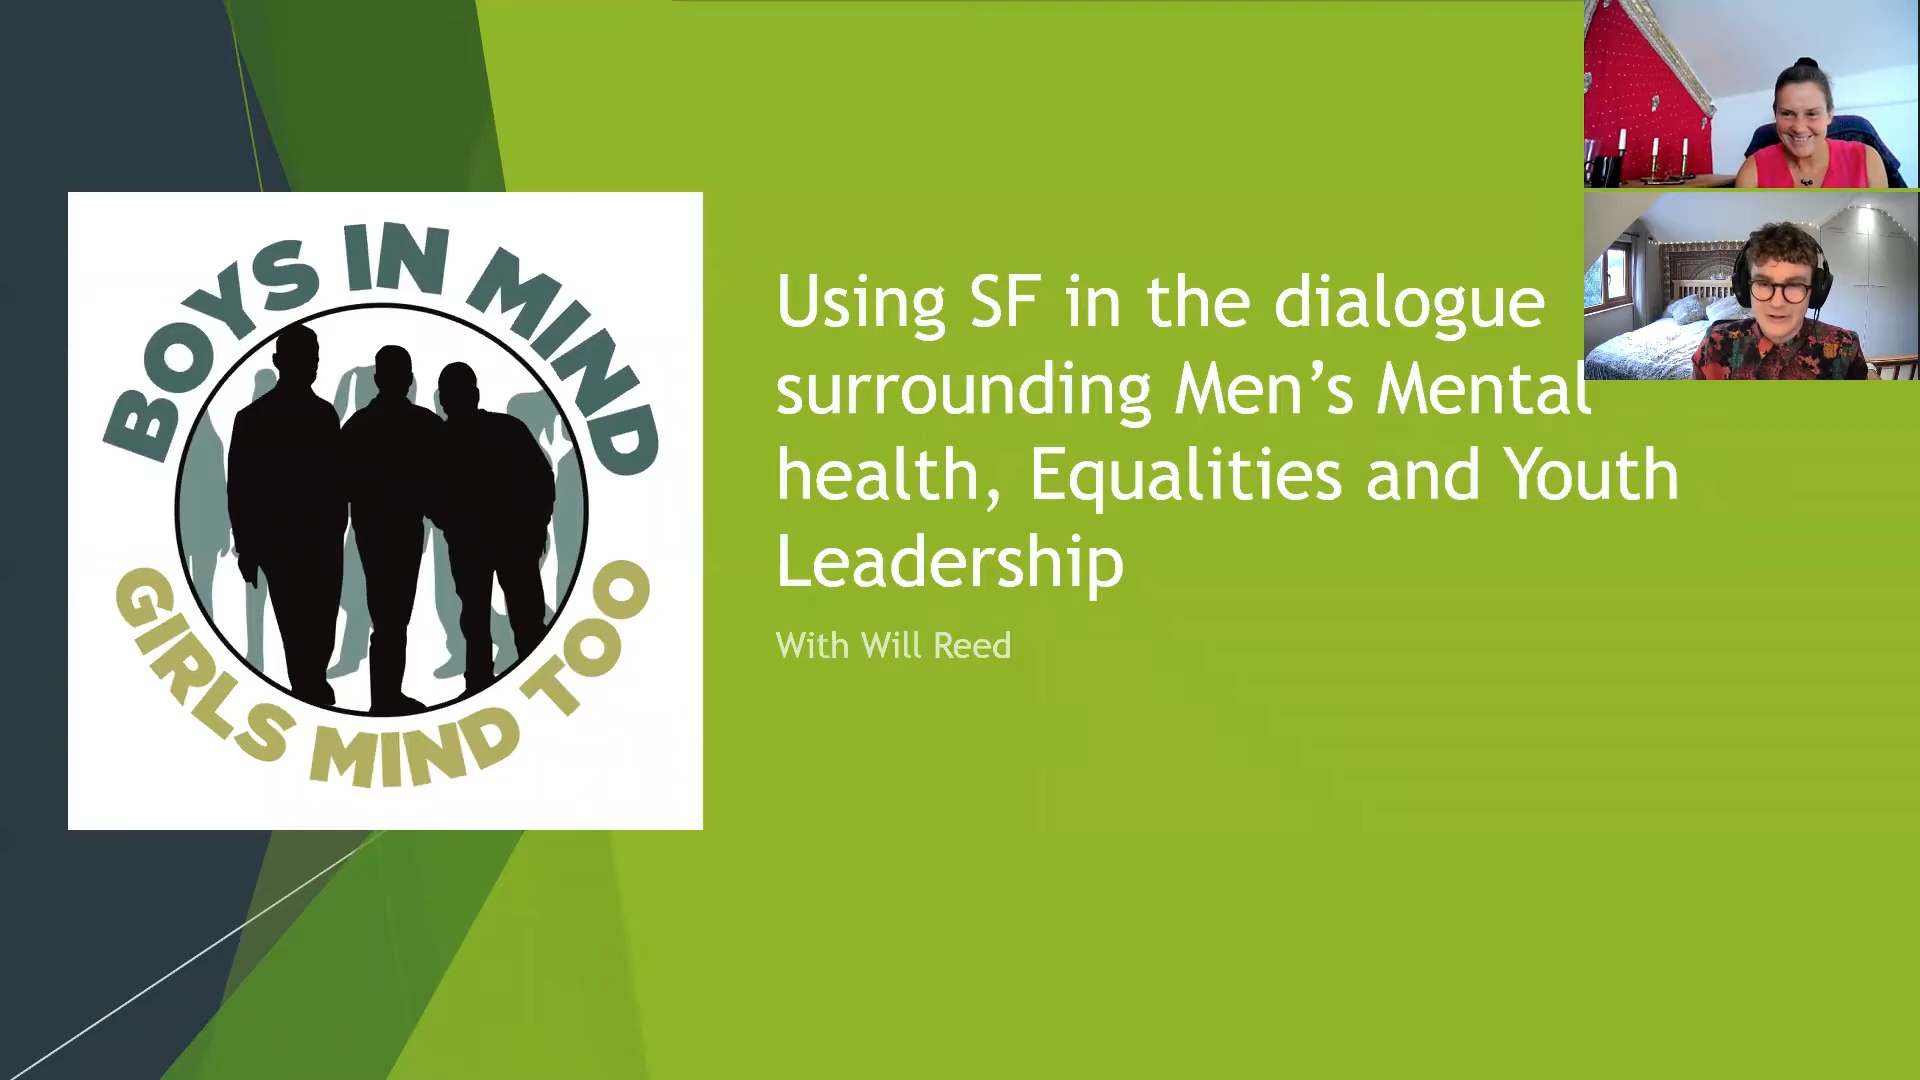 BOYS IN MIND
GIRLS MIND TOO
Using SF in the dialogue
surrounding Men’s Mental
health, Equalities and Youth
Leadership
With Will Reed